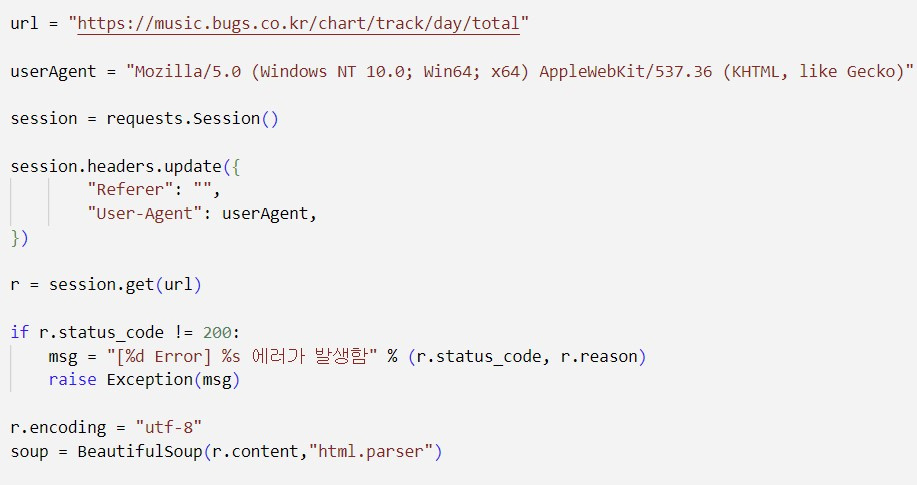 url = "https://music.bugs.co.kr/chart/track/day/total"
userAgent = "Mozilla/5.0 (Windows NT 10.0; Win64; x64) AppleWebKit/537.36 (KHTML, like Gecko)"
session = requests.Session()
session.headers.update({
"Referer": "",
"User-Agent": userAgent,
})
r = session.get(url)
if r.status_code != 200:
msg = "[%d Error] %s 에러가 발생함" % (r.status_code, r.reason)
raise Exception(msg)
r.encoding = "utf-8"
soup = BeautifulSoup(r.content,"html.parser")